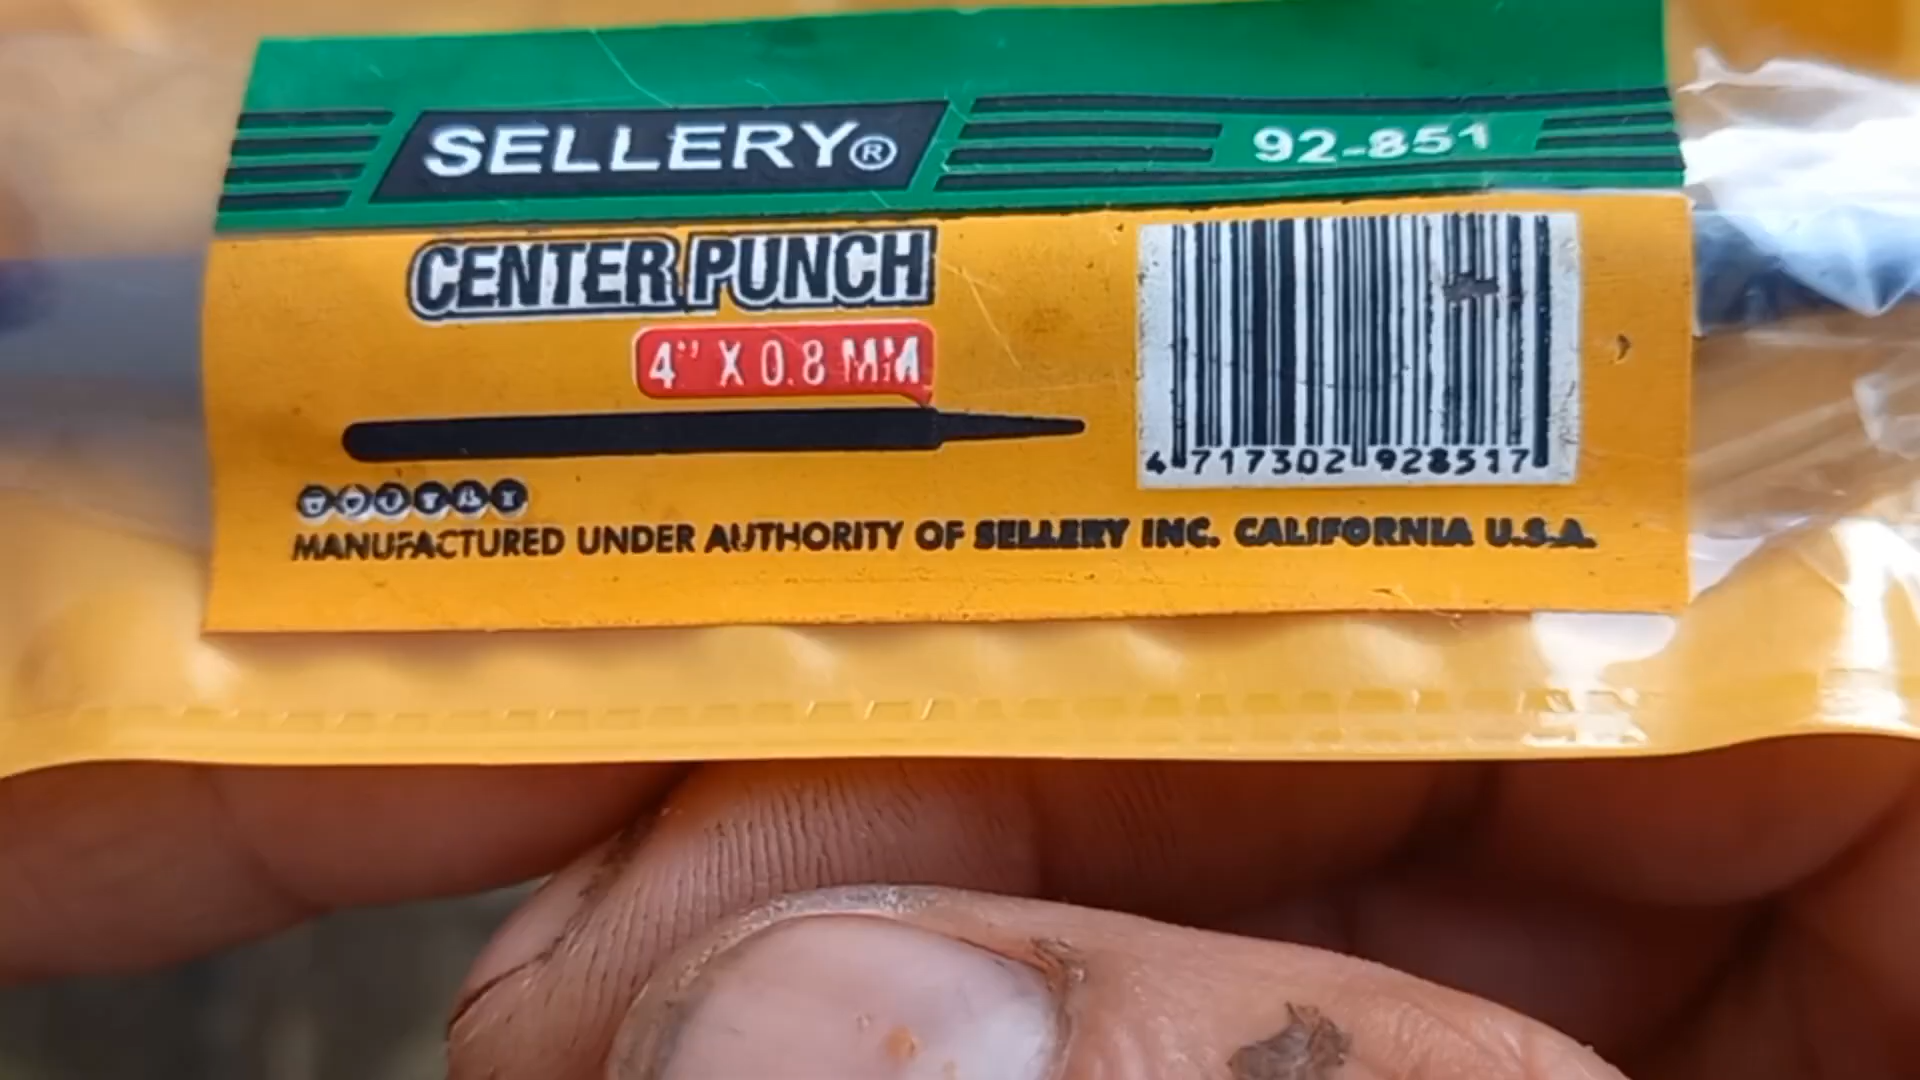 SELLERY®
92-851
CENTER PUNCH
4" X 0.8 MM
4 717302 928517
MANUFACTURED UNDER AUTHORITY OF SELLERY INC. CALIFORNIA U.S.A.